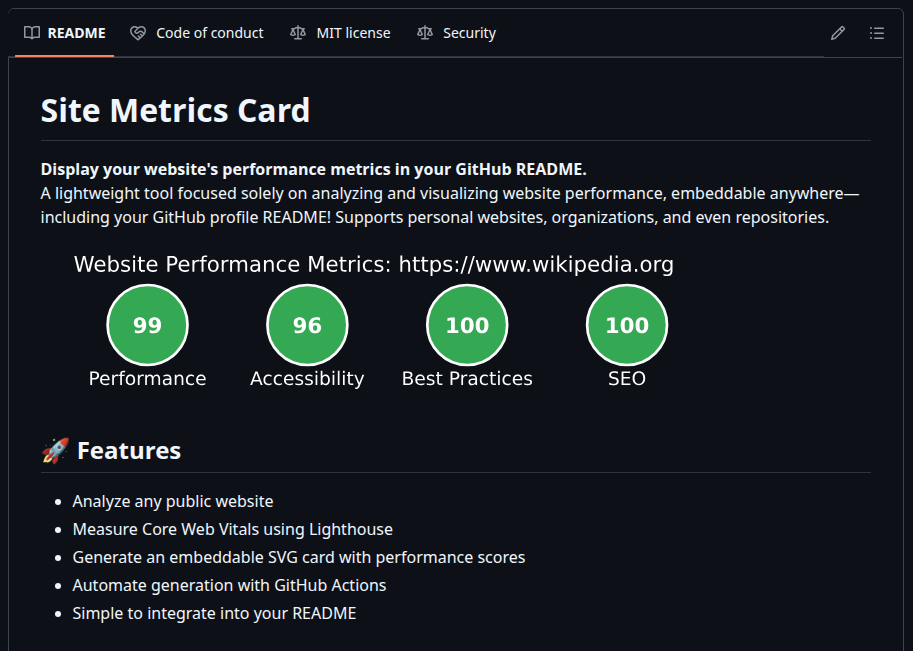 README Code of conduct MIT license Security
Site Metrics Card
Display your website's performance metrics in your GitHub README.
A lightweight tool focused solely on analyzing and visualizing website performance, embeddable anywhere—
including your GitHub profile README! Supports personal websites, organizations, and even repositories.
Website Performance Metrics: https://www.wikipedia.org
99 96 100 100
Performance Accessibility Best Practices SEO
🚀 Features
• Analyze any public website
• Measure Core Web Vitals using Lighthouse
• Generate an embeddable SVG card with performance scores
• Automate generation with GitHub Actions
• Simple to integrate into your README